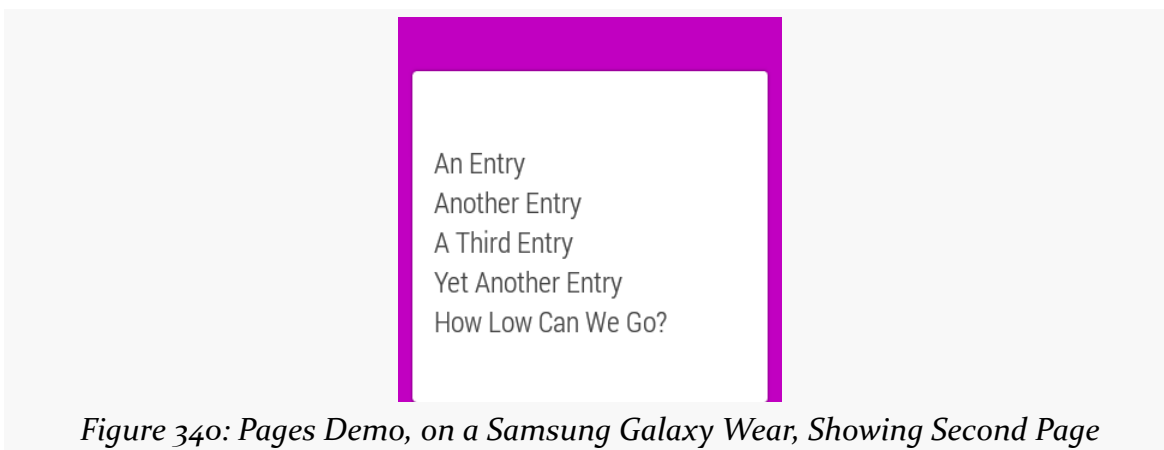 An Entry
Another Entry
A Third Entry
Yet Another Entry
How Low Can We Go?
Figure 340: Pages Demo, on a Samsung Galaxy Wear, Showing Second Page